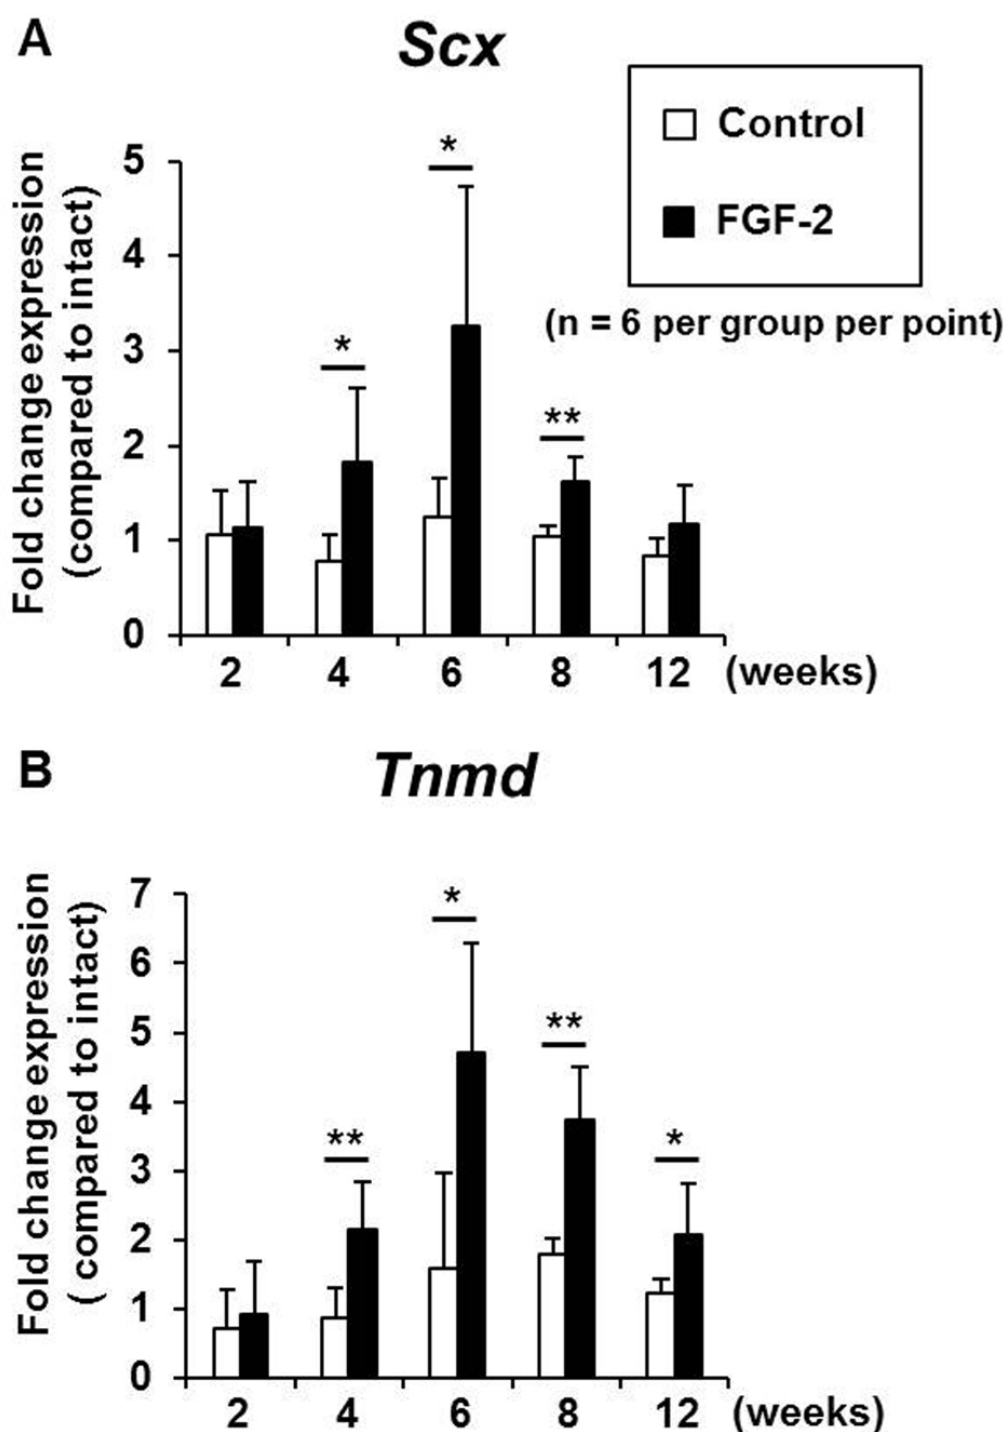 A
Scx
Control
FGF-2
(n = 6 per group per point)
Fold change expression
(compared to intact)
5
4
3
2
1
0
*
*
**
2 4 6 8 12 (weeks)
B
Tnmd
Fold change expression
( compared to intact)
7
6
5
4
3
2
1
0
**
*
**
*
2 4 6 8 12 (weeks)